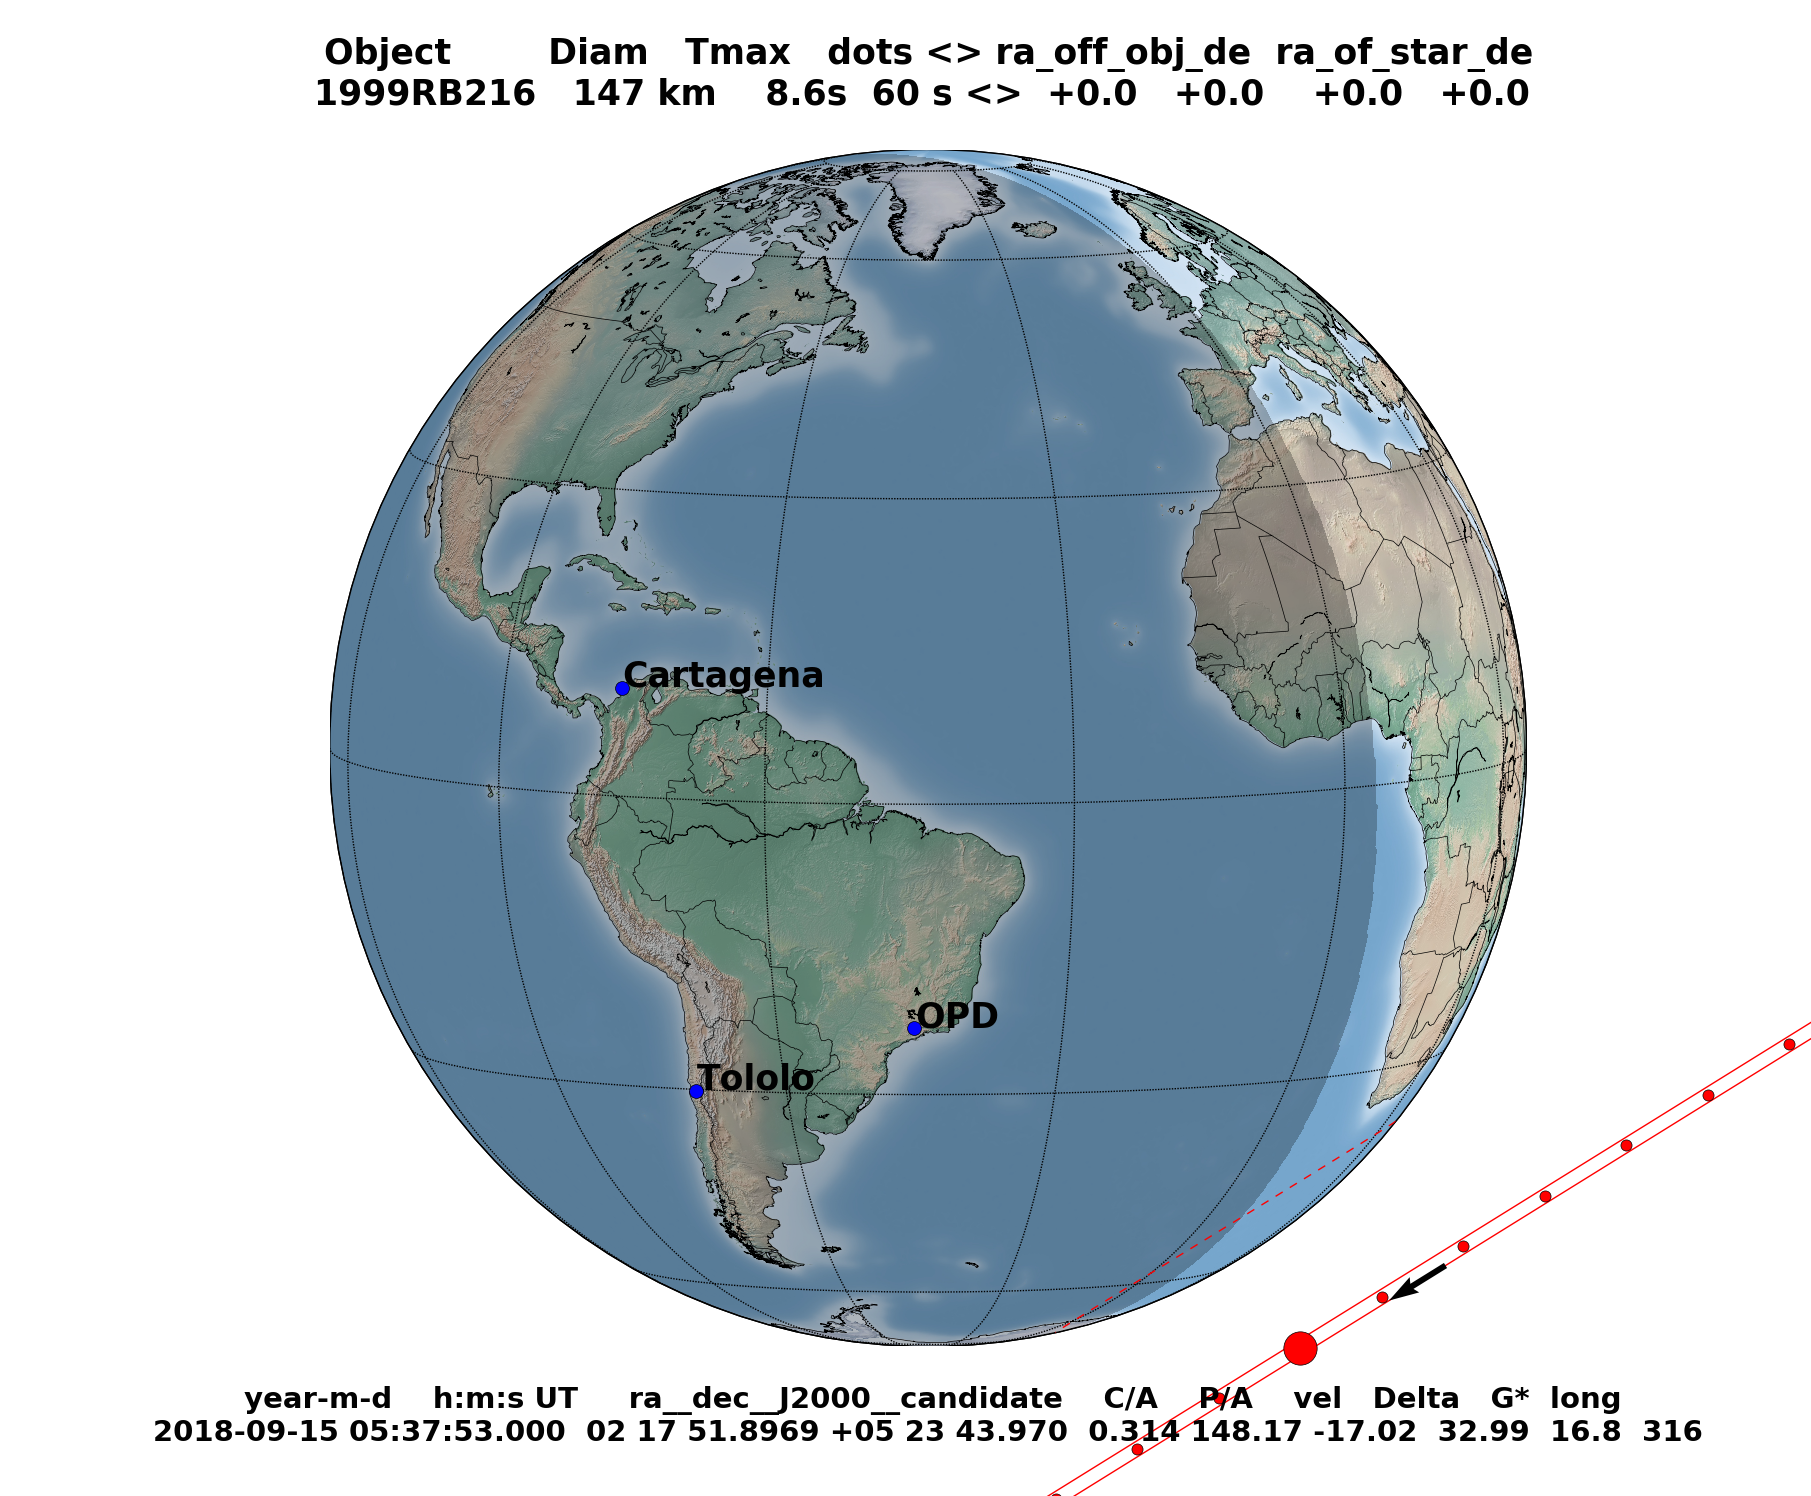 Object Diam Tmax dots <> ra_off_obj_de ra_of_star_de
1999RB216 147 km 8.6s 60 s <> +0.0 +0.0 +0.0 +0.0
Cartagena
OPD
Tololo
year-m-d h:m:s UT ra__dec__J2000__candidate C/A P/A vel Delta G* long
2018-09-15 05:37:53.000 02 17 51.8969 +05 23 43.970 0.314 148.17 -17.02 32.99 16.8 316